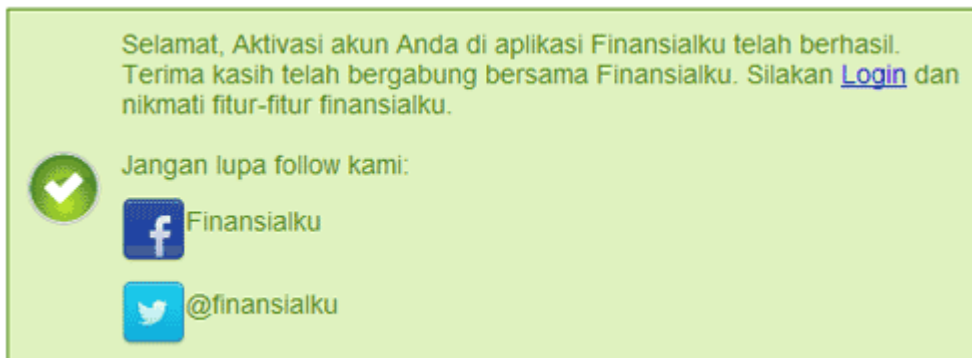 Selamat, Aktivasi akun Anda di aplikasi Finansialku telah berhasil.
Terima kasih telah bergabung bersama Finansialku. Silakan Login dan
nikmati fitur-fitur finansialku.
Jangan lupa follow kami:
Finansialku
@finansialku